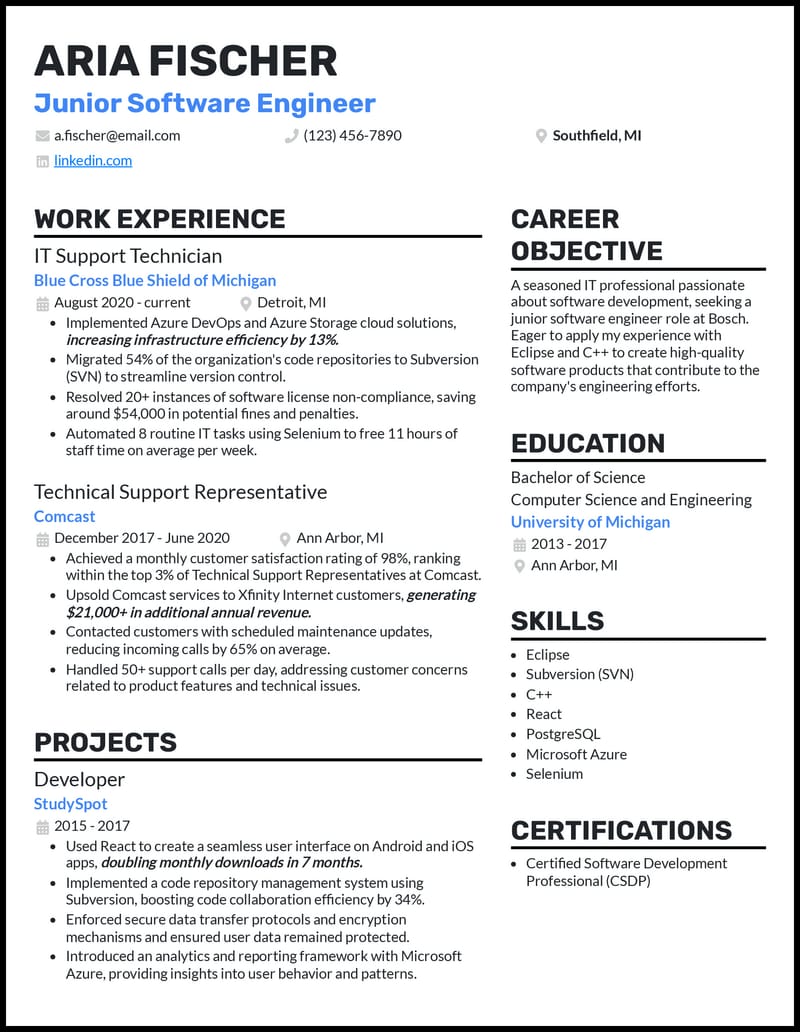 ARIA FISCHER
Junior Software Engineer
a.fischer@email.com
(123) 456-7890
Southfield, MI
linkedin.com
WORK EXPERIENCE
IT Support Technician
Blue Cross Blue Shield of Michigan
August 2020 - current
Detroit, MI
• Implemented Azure DevOps and Azure Storage cloud solutions,
increasing infrastructure efficiency by 13%.
• Migrated 54% of the organization's code repositories to Subversion
(SVN) to streamline version control.
• Resolved 20+ instances of software license non-compliance, saving
around $54,000 in potential fines and penalties.
• Automated 8 routine IT tasks using Selenium to free 11 hours of
staff time on average per week.
Technical Support Representative
Comcast
December 2017 - June 2020
Ann Arbor, MI
• Achieved a monthly customer satisfaction rating of 98%, ranking
within the top 3% of Technical Support Representatives at Comcast.
• Upsold Comcast services to Xfinity Internet customers, generating
$21,000+ in additional annual revenue.
• Contacted customers with scheduled maintenance updates,
reducing incoming calls by 65% on average.
• Handled 50+ support calls per day, addressing customer concerns
related to product features and technical issues.
PROJECTS
Developer
StudySpot
2015 - 2017
• Used React to create a seamless user interface on Android and iOS
apps, doubling monthly downloads in 7 months.
• Implemented a code repository management system using
Subversion, boosting code collaboration efficiency by 34%.
• Enforced secure data transfer protocols and encryption
mechanisms and ensured user data remained protected.
• Introduced an analytics and reporting framework with Microsoft
Azure, providing insights into user behavior and patterns.
CAREER
OBJECTIVE
A seasoned IT professional passionate
about software development, seeking a
junior software engineer role at Bosch.
Eager to apply my experience with
Eclipse and C++ to create high-quality
software products that contribute to the
company's engineering efforts.
EDUCATION
Bachelor of Science
Computer Science and Engineering
University of Michigan
2013 - 2017
Ann Arbor, MI
SKILLS
• Eclipse
• Subversion (SVN)
• C++
• React
• PostgreSQL
• Microsoft Azure
• Selenium
CERTIFICATIONS
• Certified Software Development
Professional (CSDP)